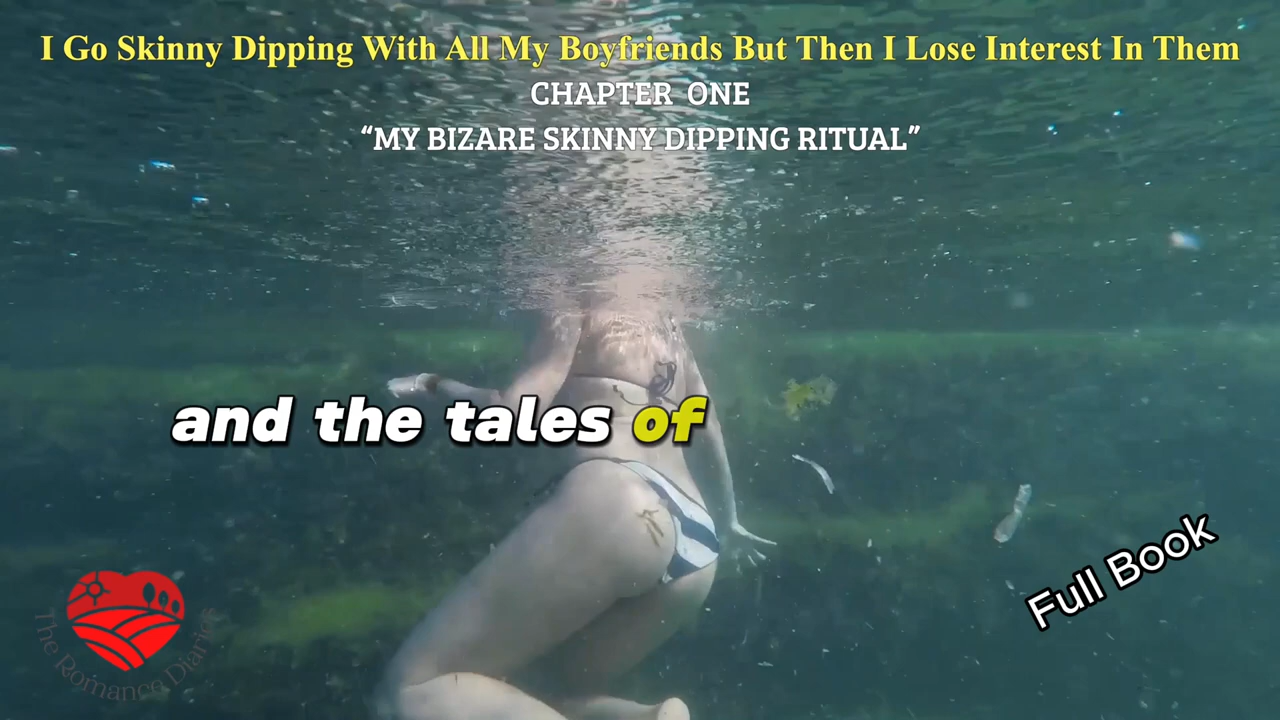 I Go Skinny Dipping With All My Boyfriends But Then I Lose Interest In Them
CHAPTER ONE
“MY BIZARE SKINNY DIPPING RITUAL”
and the tales of
Full Book
The Romance Diaries